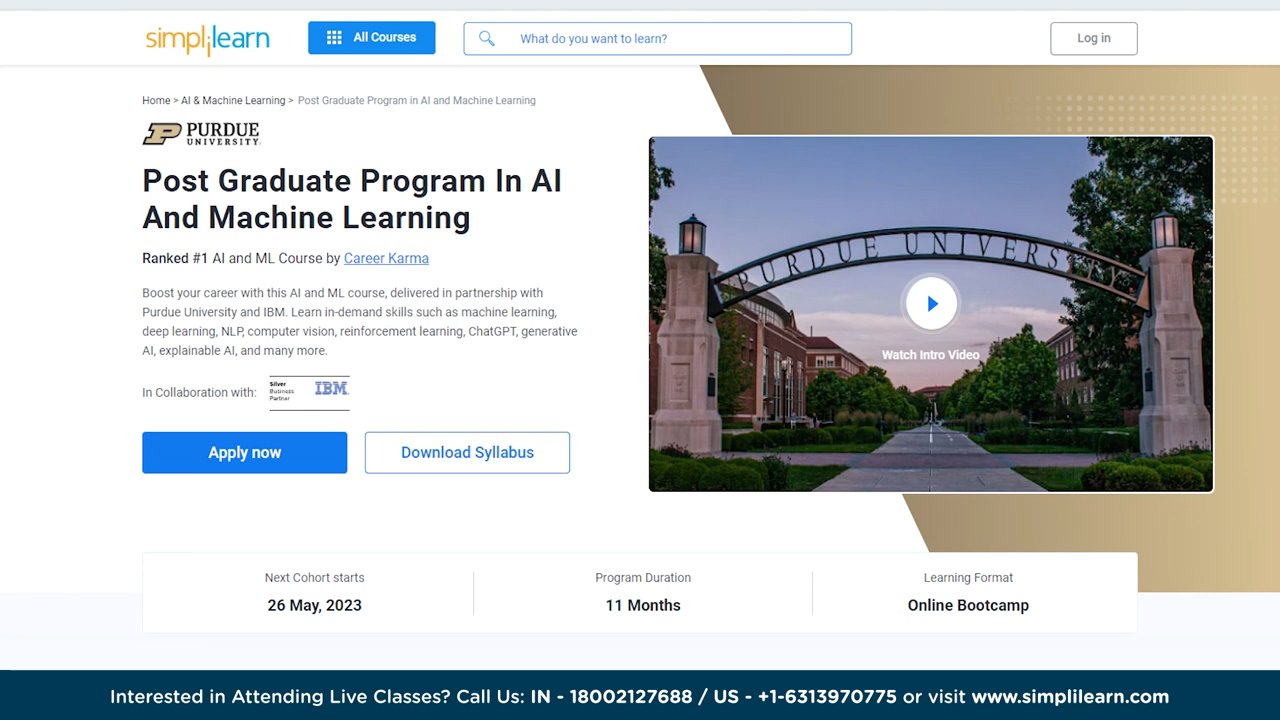 simplilearn
All Courses
What do you want to learn?
Log in
Home > AI & Machine Learning > Post Graduate Program in AI and Machine Learning
P PURDUE
UNIVERSITY.
Post Graduate Program In AI
And Machine Learning
Ranked #1 AI and ML Course by Career Karma
Boost your career with this AI and ML course, delivered in partnership with
Purdue University and IBM. Learn in-demand skills such as machine learning,
deep learning, NLP, computer vision, reinforcement learning, ChatGPT, generative
AI, explainable AI, and many more.
In Collaboration with:
Silver
Business
Partner
IBM
Apply now
Download Syllabus
PURDUE UNIVERSITY
Watch Intro Video
Next Cohort starts
26 May, 2023
Program Duration
11 Months
Learning Format
Online Bootcamp
Interested in Attending Live Classes? Call Us: IN - 18002127688 / US - +1-6313970775 or visit www.simplilearn.com